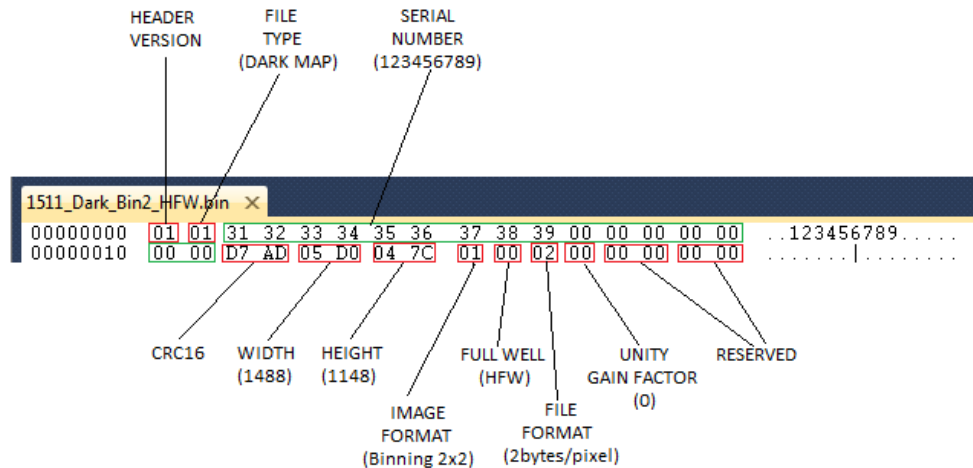 HEADER
VERSION
FILE
TYPE
(DARK MAP)
SERIAL
NUMBER
(123456789)
1511_Dark_Bin2_HFW.bin ×
00000000 01 01 31 32 33 34 35 36 37 38 39 00 00 00 00 00 ..123456789.....
00000010 00 00 D7 AD 05 D0 04 7C 01 00 02 00 00 00 00 00 .......|........
CRC16
WIDTH
(1488)
HEIGHT
(1148)
IMAGE
FORMAT
(Binning 2x2)
FULL WELL
(HFW)
FILE
FORMAT
(2bytes/pixel)
UNITY
GAIN FACTOR
(0)
RESERVED